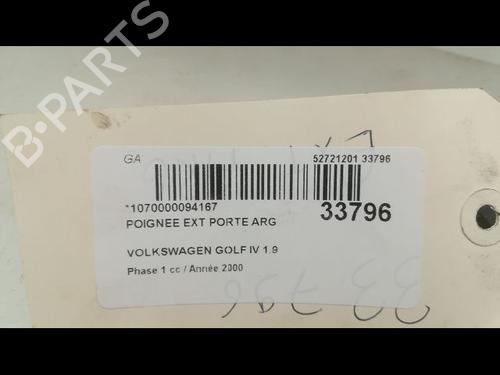 B-PARTS
GA
52721201 33796
*1070000094167
33796
POIGNEE EXT PORTE ARG
VOLKSWAGEN GOLF IV 1.9
Phase 1 cc / Année 2000
33796